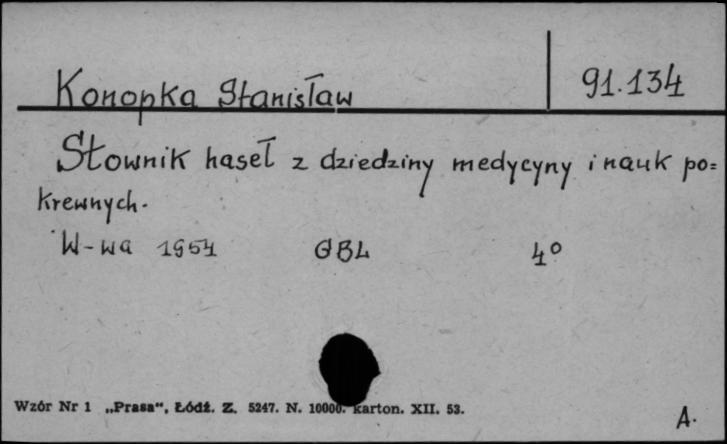 Konopka Stanisław 91.134
Słownik haseł z dziedziny medycyny i nauk po=
krewnych.
W-wa 1954 GBL 4°
Wzór Nr 1 „Prasa", Łódź. Z. 5247. N. 10000. karton. XII. 53.
A.